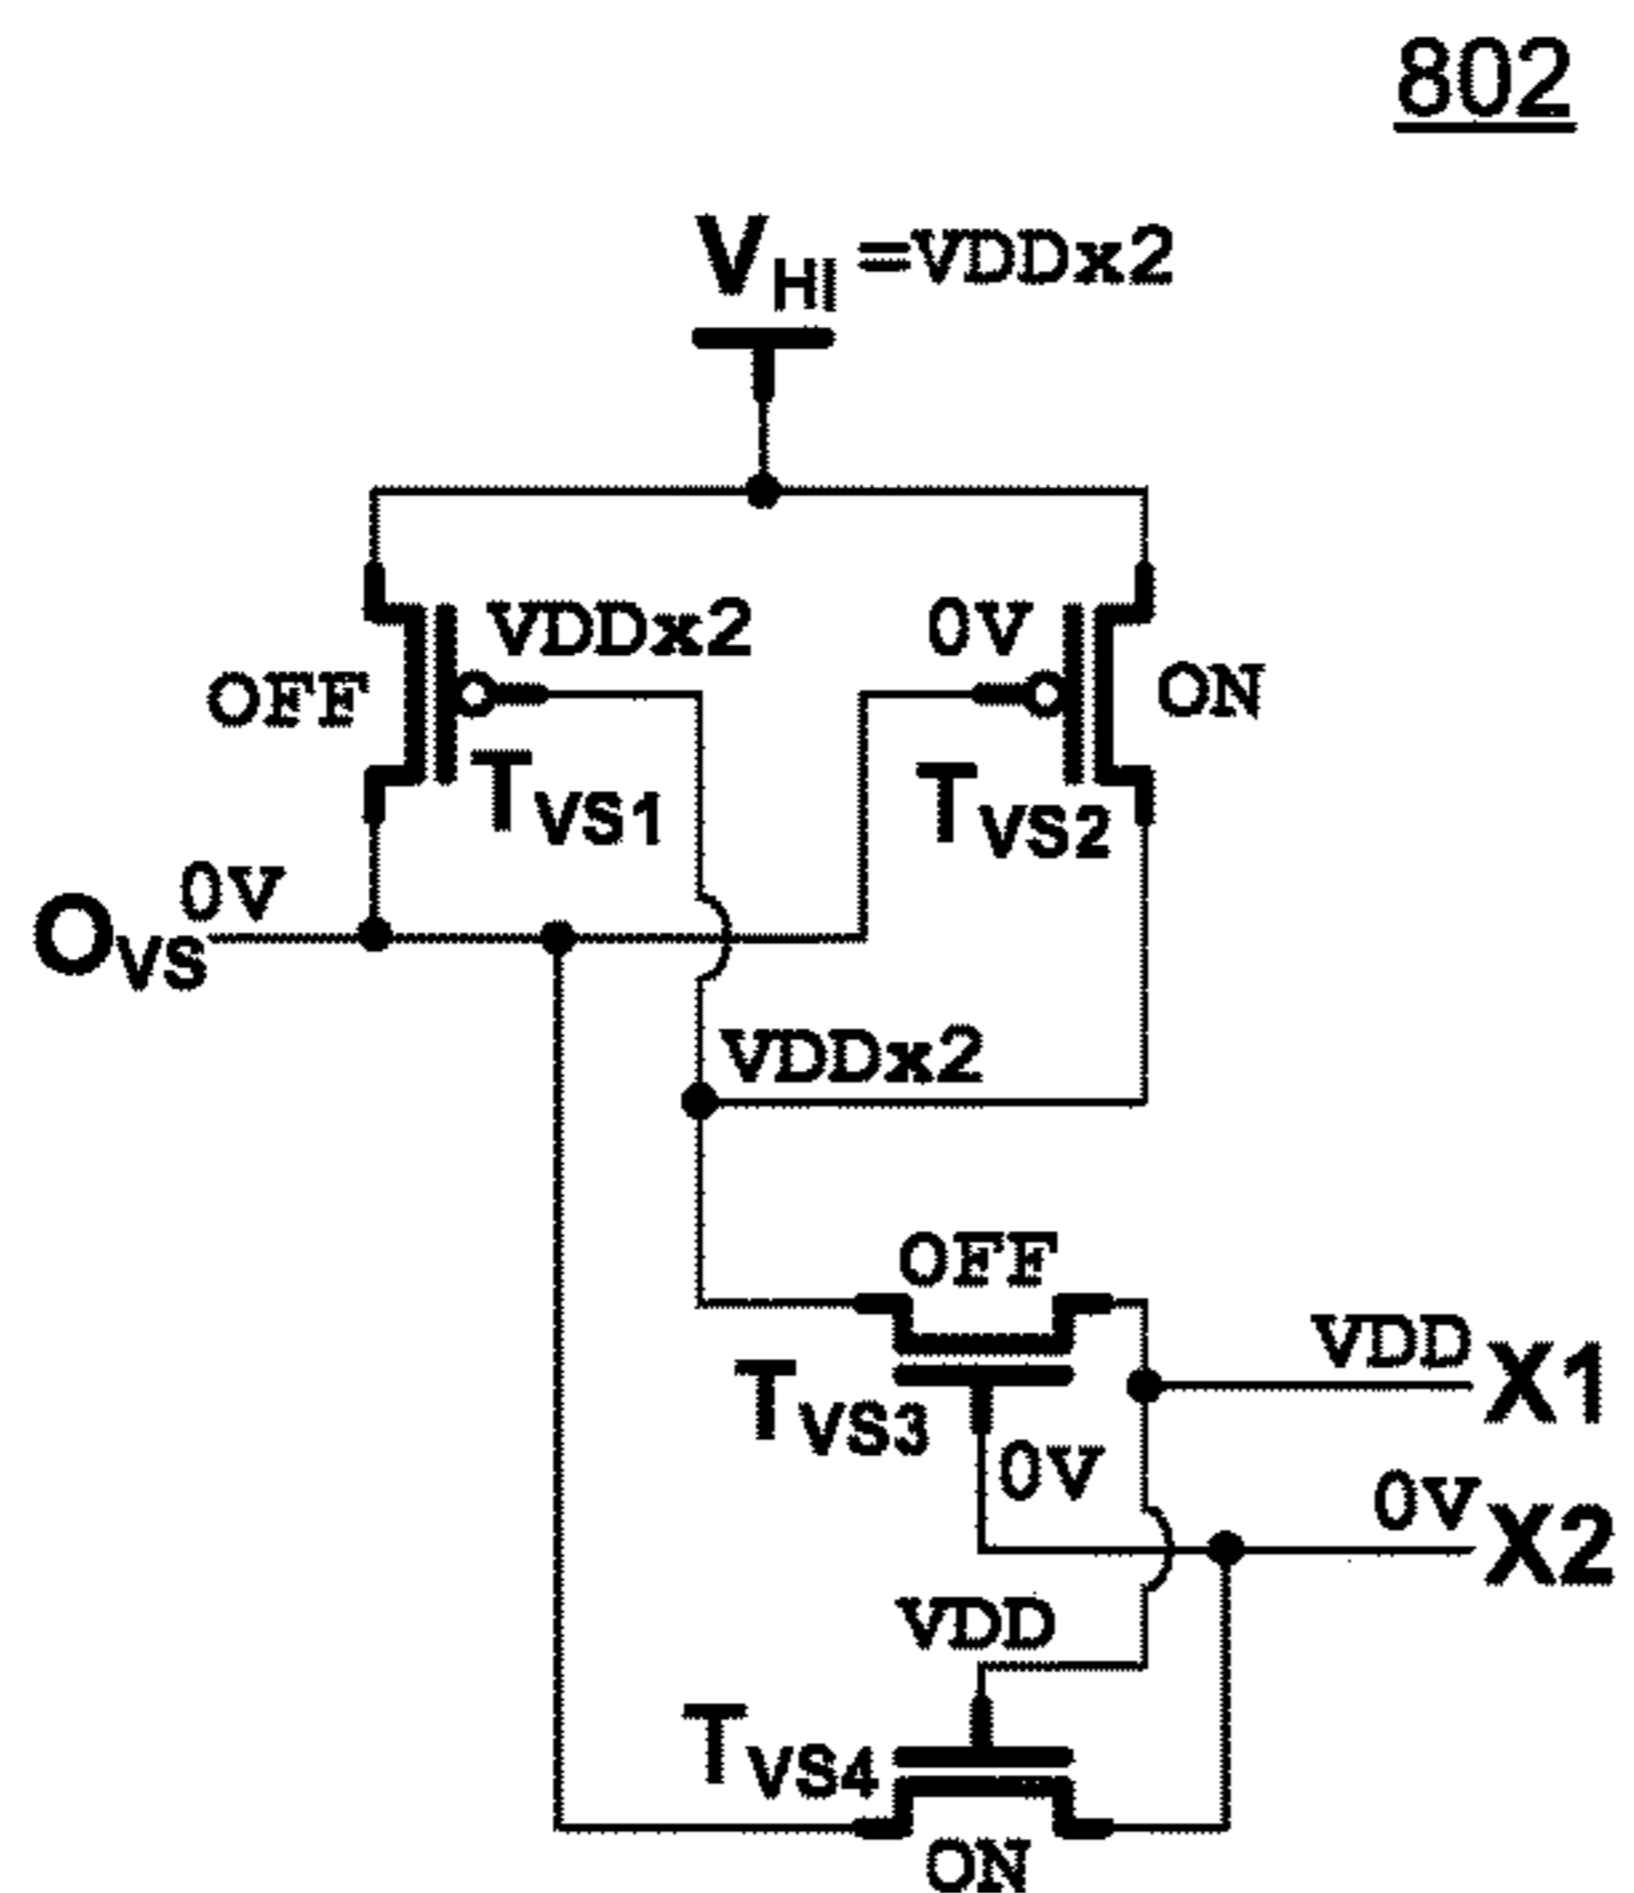 802
VHI =VDDx2
VDDx2
0V
OFF
ON
TVS1
TVS2
0V
OVS
VDDx2
OFF
VDD X1
TVS3
0V
0V X2
VDD
TVS4
ON